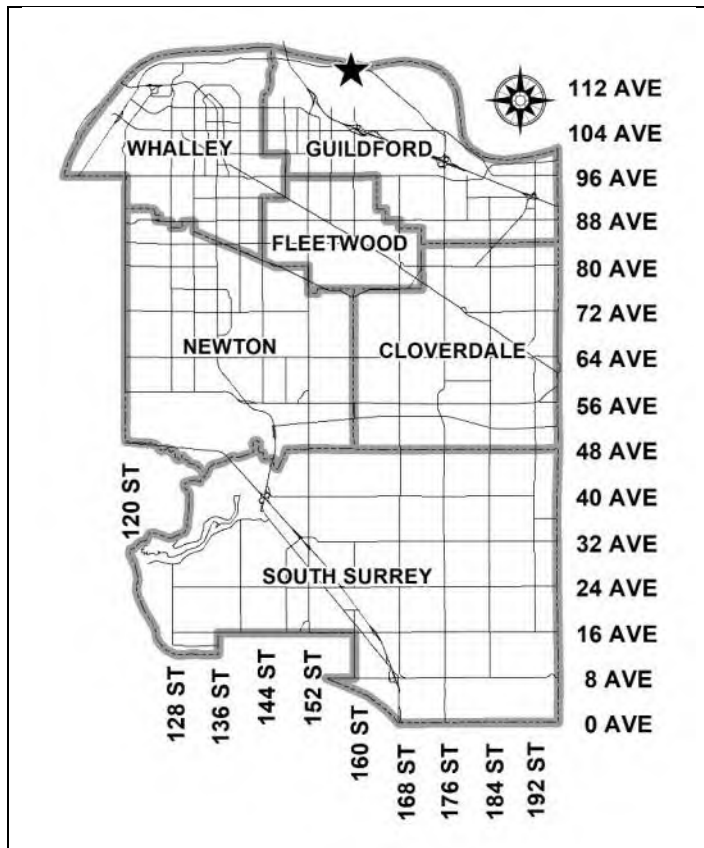 112 AVE
104 AVE
WHALLEY
GUILDFORD
96 AVE
88 AVE
FLEETWOOD
80 AVE
72 AVE
NEWTON
CLOVERDALE
64 AVE
56 AVE
48 AVE
120 ST
40 AVE
32 AVE
SOUTH SURREY
24 AVE
16 AVE
8 AVE
0 AVE
128 ST
136 ST
144 ST
152 ST
160 ST
168 ST
176 ST
184 ST
192 ST